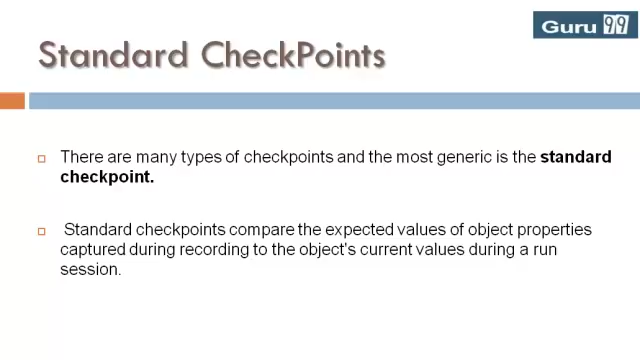 Guru 99
Standard CheckPoints
There are many types of checkpoints and the most generic is the standard
checkpoint.
Standard checkpoints compare the expected values of object properties
captured during recording to the object's current values during a run
session.